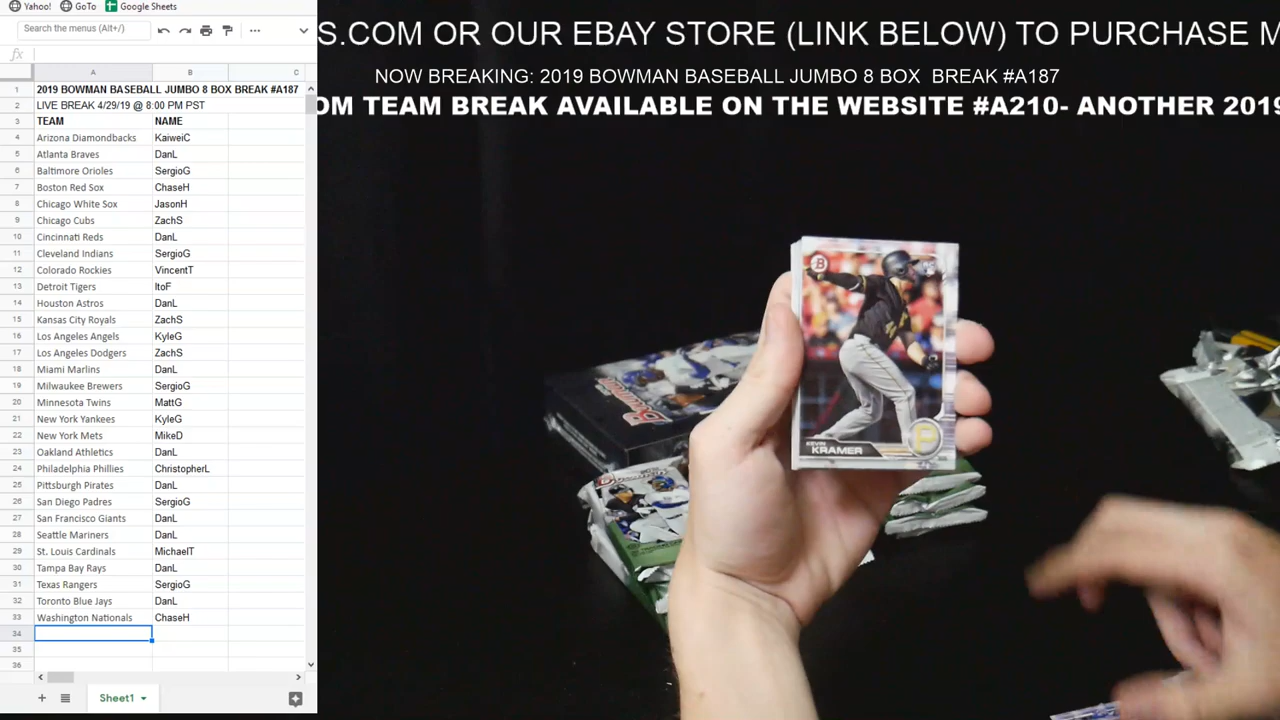 Yahoo! GoTo Google Sheets
Search the menus (Alt+/)
fx
A B C
1 2019 BOWMAN BASEBALL JUMBO 8 BOX BREAK #A187
2 LIVE BREAK 4/29/19 @ 8:00 PM PST
3 TEAM NAME
4 Arizona Diamondbacks KaiweiC
5 Atlanta Braves DanL
6 Baltimore Orioles SergioG
7 Boston Red Sox ChaseH
8 Chicago White Sox JasonH
9 Chicago Cubs ZachS
10 Cincinnati Reds DanL
11 Cleveland Indians SergioG
12 Colorado Rockies VincentT
13 Detroit Tigers ItoF
14 Houston Astros DanL
15 Kansas City Royals ZachS
16 Los Angeles Angels KyleG
17 Los Angeles Dodgers ZachS
18 Miami Marlins DanL
19 Milwaukee Brewers SergioG
20 Minnesota Twins MattG
21 New York Yankees KyleG
22 New York Mets MikeD
23 Oakland Athletics DanL
24 Philadelphia Phillies ChristopherL
25 Pittsburgh Pirates DanL
26 San Diego Padres SergioG
27 San Francisco Giants DanL
28 Seattle Mariners DanL
29 St. Louis Cardinals MichaelT
30 Tampa Bay Rays DanL
31 Texas Rangers SergioG
32 Toronto Blue Jays DanL
33 Washington Nationals ChaseH
34
35
36
Sheet1
S.COM OR OUR EBAY STORE (LINK BELOW) TO PURCHASE M
NOW BREAKING: 2019 BOWMAN BASEBALL JUMBO 8 BOX BREAK #A187
OM TEAM BREAK AVAILABLE ON THE WEBSITE #A210- ANOTHER 2019
B
KEVIN
KRAMER
P
Bowman